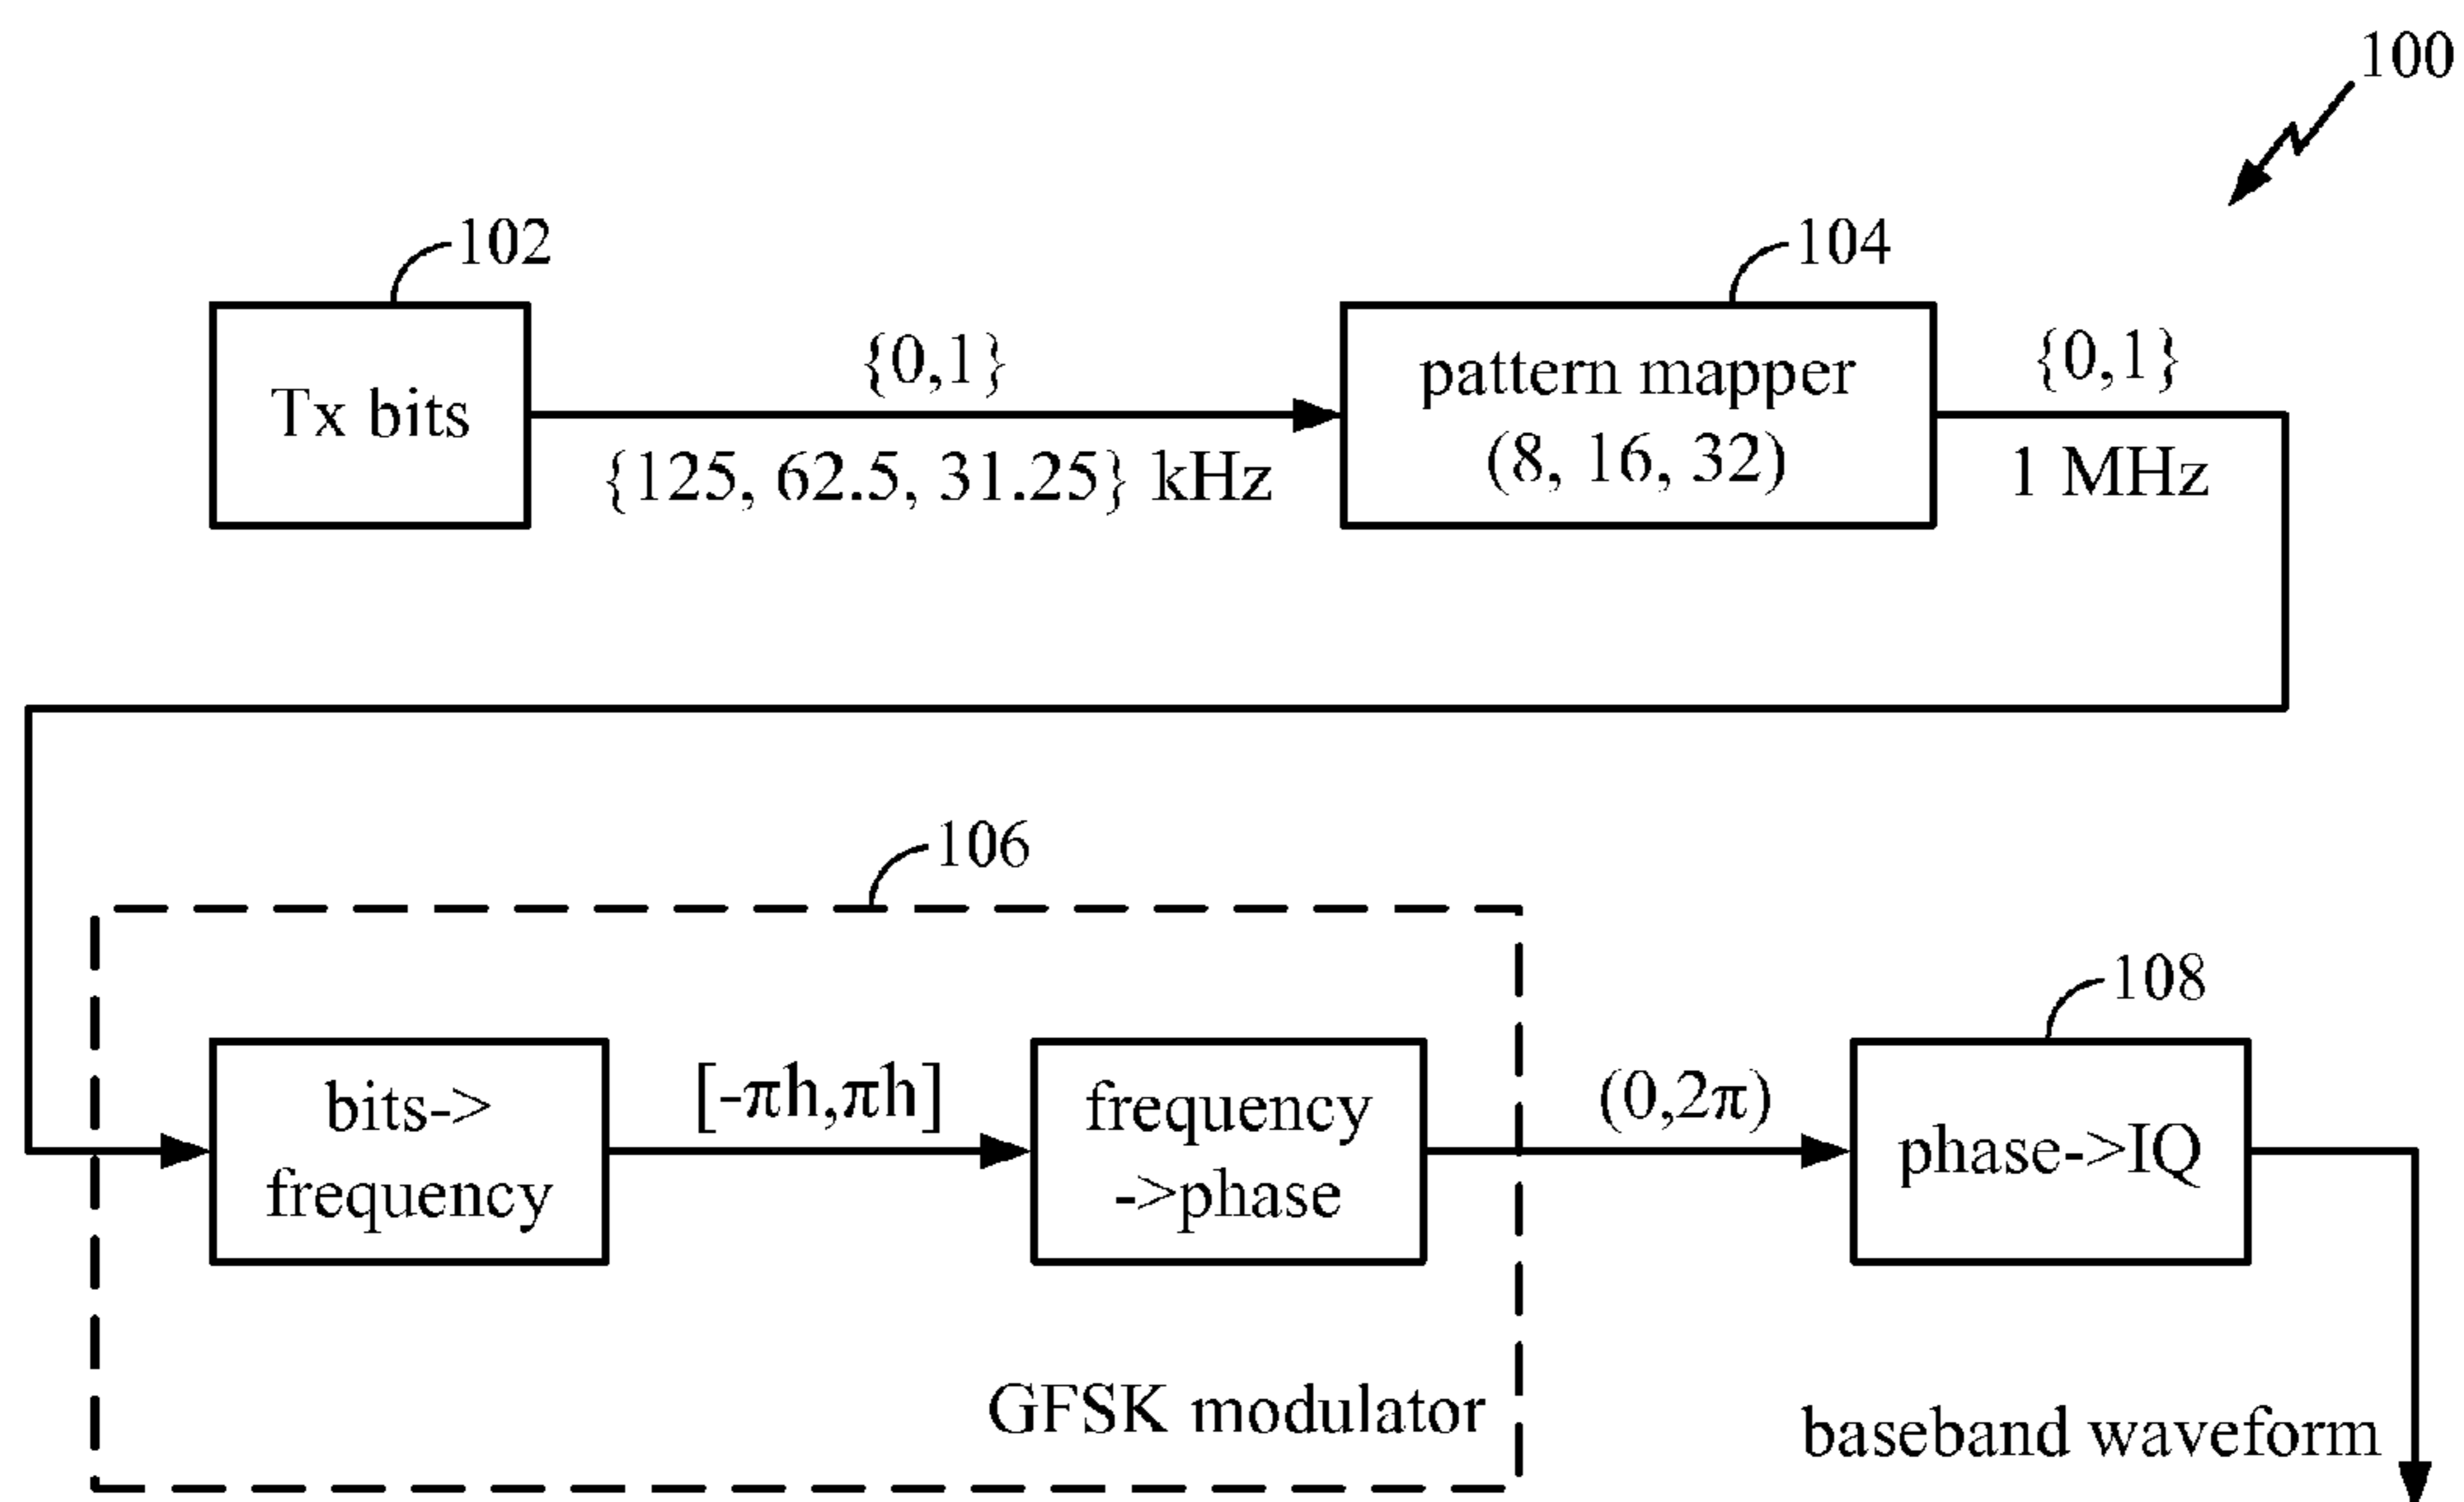 100
102
104
Tx bits
{0,1}
{125, 62.5, 31.25} kHz
pattern mapper
(8, 16, 32)
{0,1}
1 MHz
106
108
bits->
frequency
[-πh,πh]
frequency
->phase
(0,2π)
phase->IQ
GFSK modulator
baseband waveform